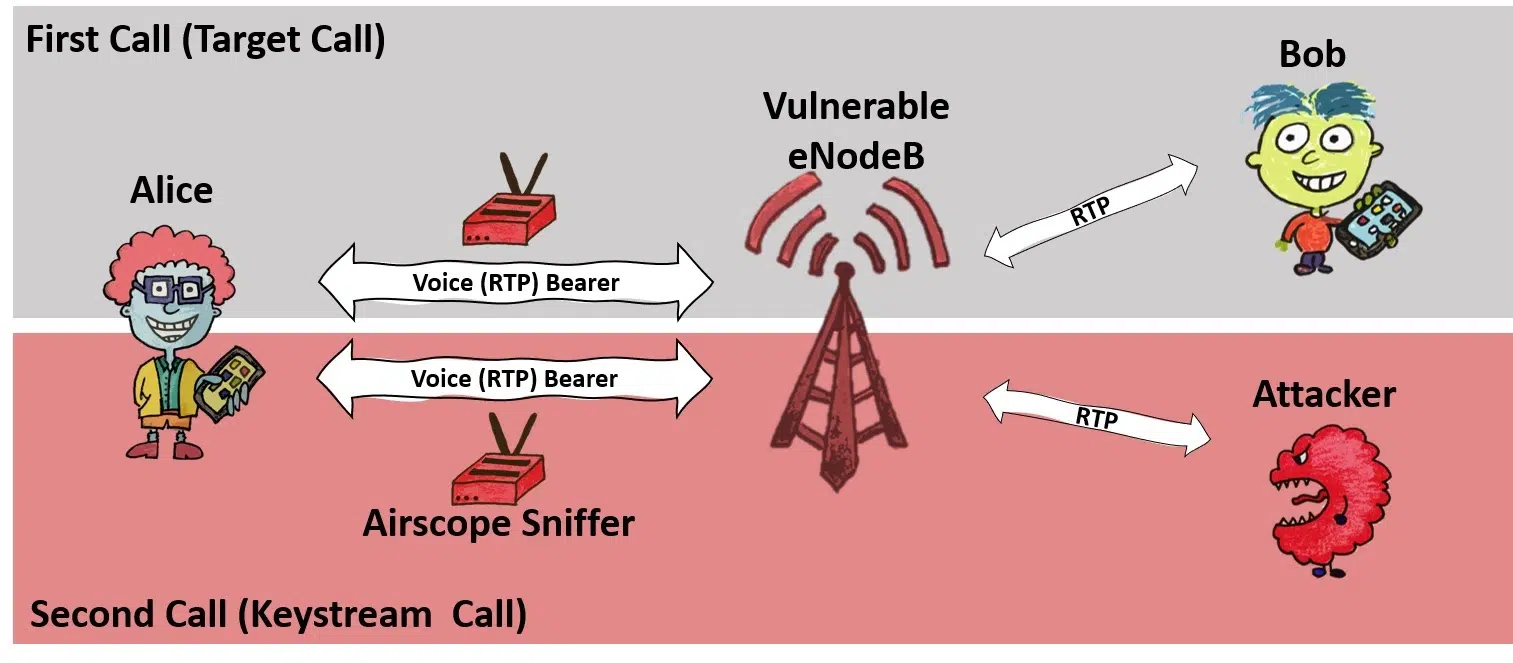 First Call (Target Call)
Bob
Vulnerable
eNodeB
Alice
RTP
Voice (RTP) Bearer
Voice (RTP) Bearer
RTP
Attacker
Airscope Sniffer
Second Call (Keystream Call)